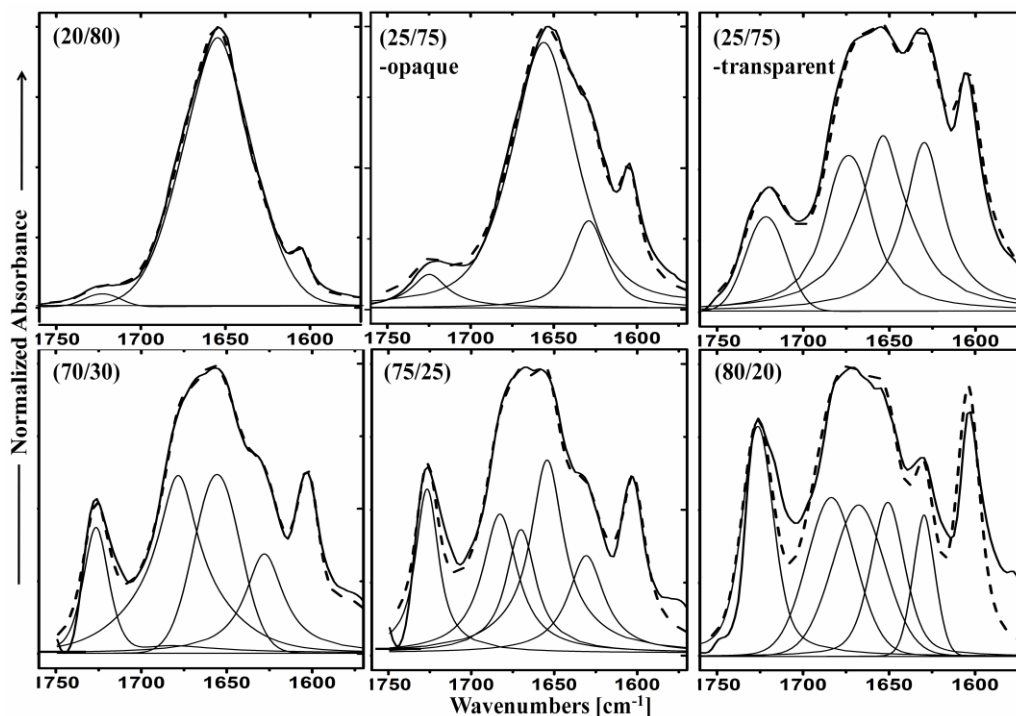 (20/80)
(25/75)
-opaque
(25/75)
-transparent
1750 1700 1650 1600
1750 1700 1650 1600
1750 1700 1650 1600
Normalized Absorbance
(70/30)
(75/25)
(80/20)
1750 1700 1650 1600
1750 1700 1650 1600
1750 1700 1650 1600
Wavenumbers [cm⁻¹]